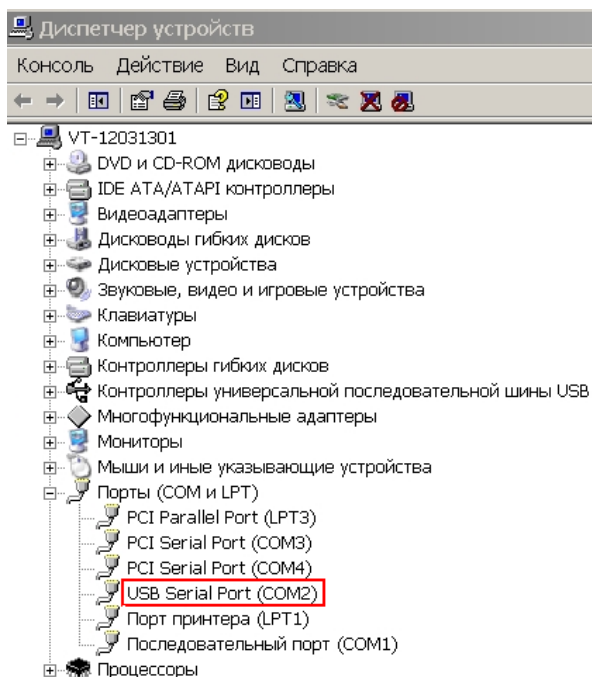 Диспетчер устройств
Консоль Действие Вид Справка
VT-12031301
DVD и CD-ROM дисководы
IDE ATA/ATAPI контроллеры
Видеоадаптеры
Дисководы гибких дисков
Дисковые устройства
Звуковые, видео и игровые устройства
Клавиатуры
Компьютер
Контроллеры гибких дисков
Контроллеры универсальной последовательной шины USB
Многофункциональные адаптеры
Мониторы
Мыши и иные указывающие устройства
Порты (COM и LPT)
PCI Parallel Port (LPT3)
PCI Serial Port (COM3)
PCI Serial Port (COM4)
USB Serial Port (COM2)
Порт принтера (LPT1)
Последовательный порт (COM1)
Процессоры